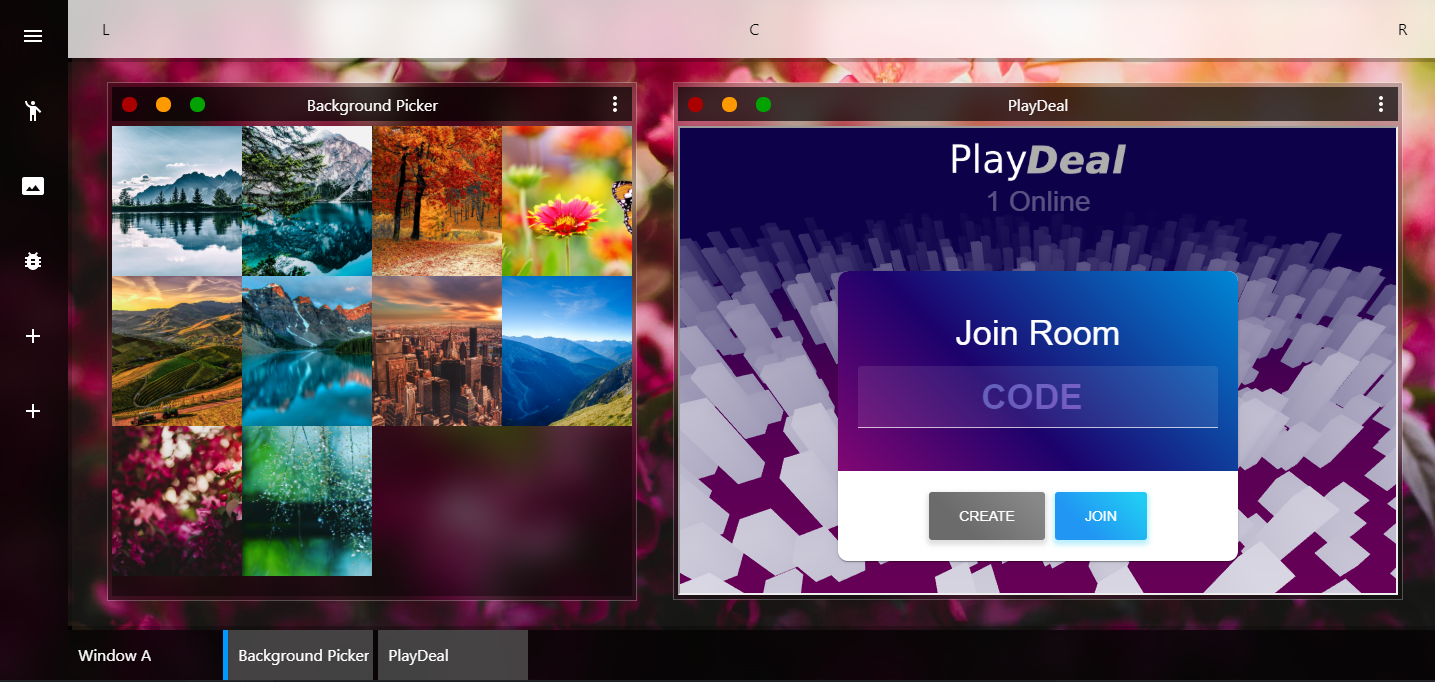 L
C
R
Background Picker
PlayDeal
PlayDeal
1 Online
Join Room
CODE
CREATE
JOIN
Window A
Background Picker
PlayDeal